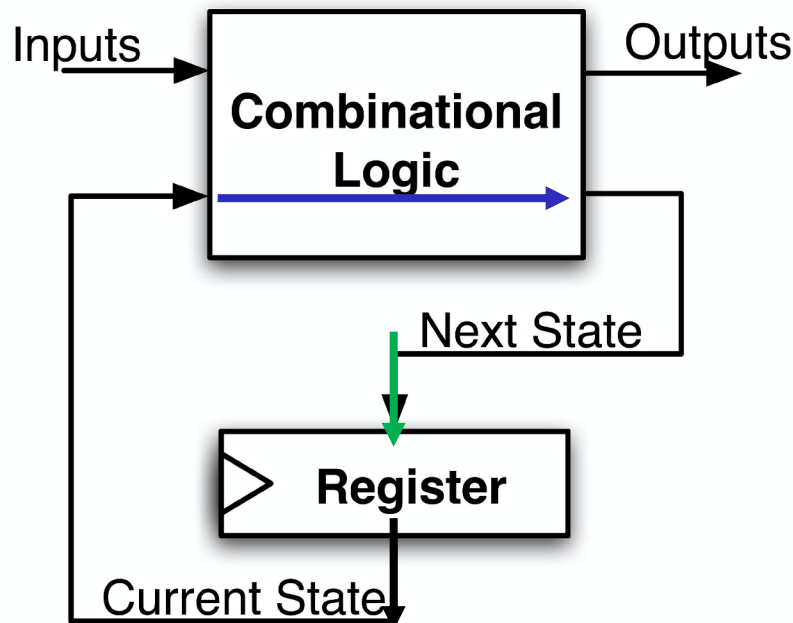 Inputs
Outputs
Combinational
Logic
Next State
Register
Current State